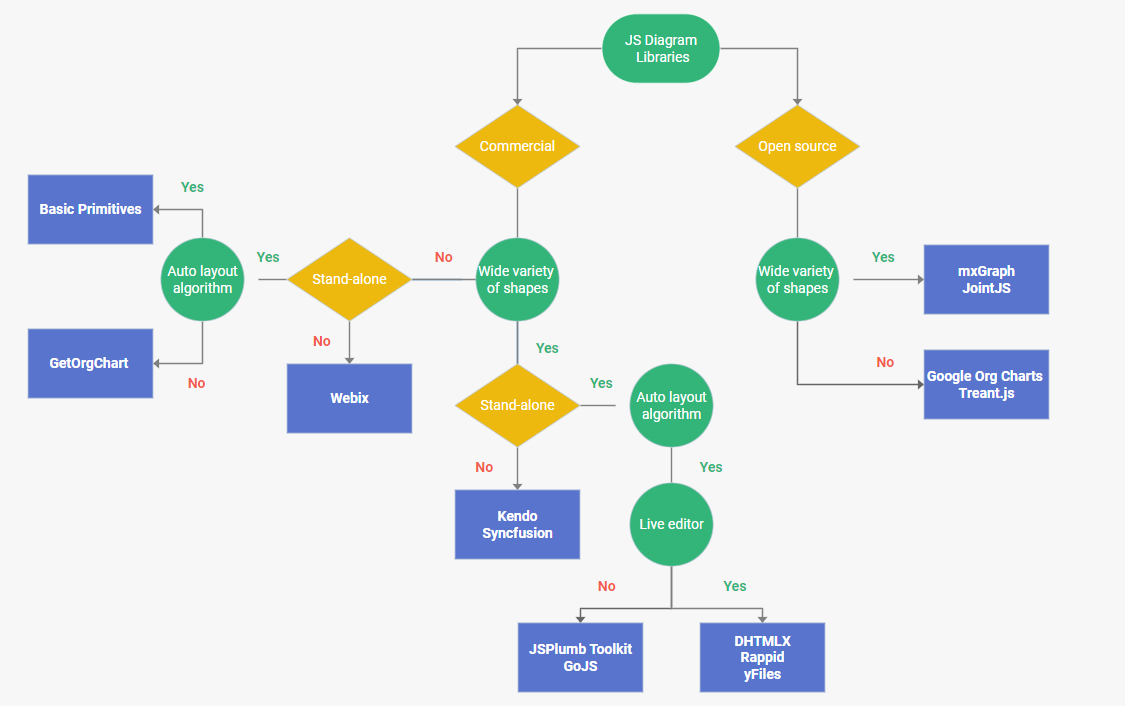 JS Diagram
Libraries
Commercial
Open source
Yes
Basic Primitives
Auto layout
algorithm
Yes
Stand-alone
No
Wide variety
of shapes
Wide variety
of shapes
Yes
mxGraph
JointJS
GetOrgChart
No
No
Webix
Yes
Stand-alone
Yes
Auto layout
algorithm
No
Google Org Charts
Treant.js
No
Kendo
Syncfusion
Yes
Live editor
No
Yes
JSPlumb Toolkit
GoJS
DHTMLX
Rappid
yFiles